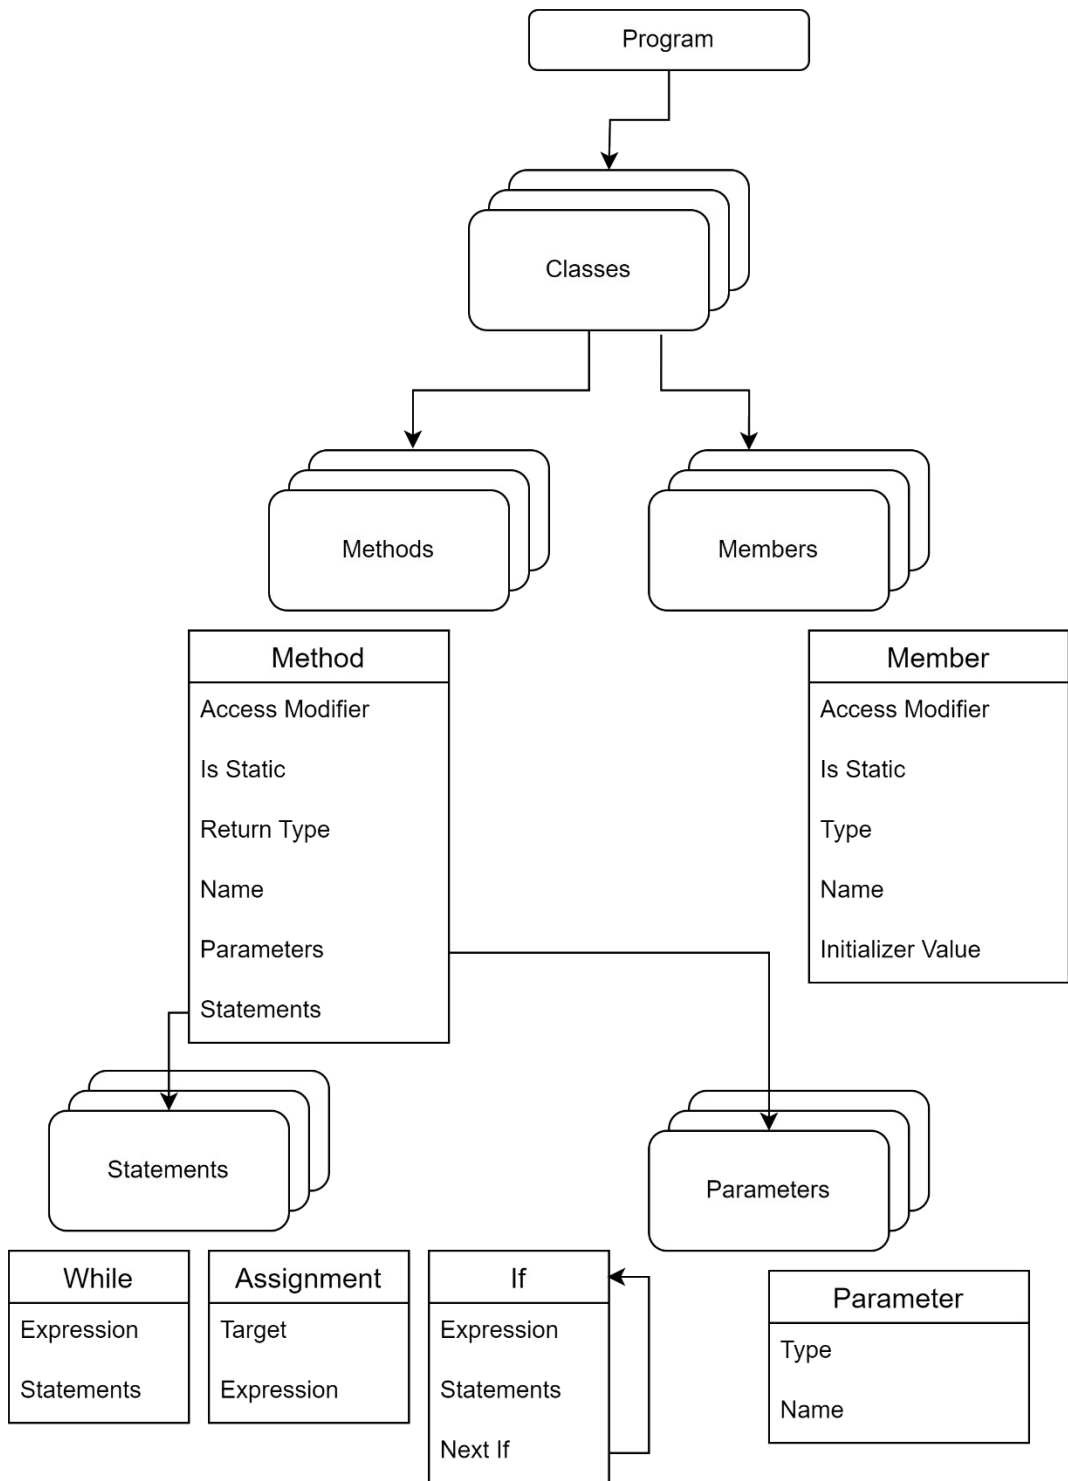 Program
Classes
Methods
Members
Method
Access Modifier
Is Static
Return Type
Name
Parameters
Statements
Member
Access Modifier
Is Static
Type
Name
Initializer Value
Statements
Parameters
While
Expression
Statements
Assignment
Target
Expression
If
Expression
Statements
Next If
Parameter
Type
Name